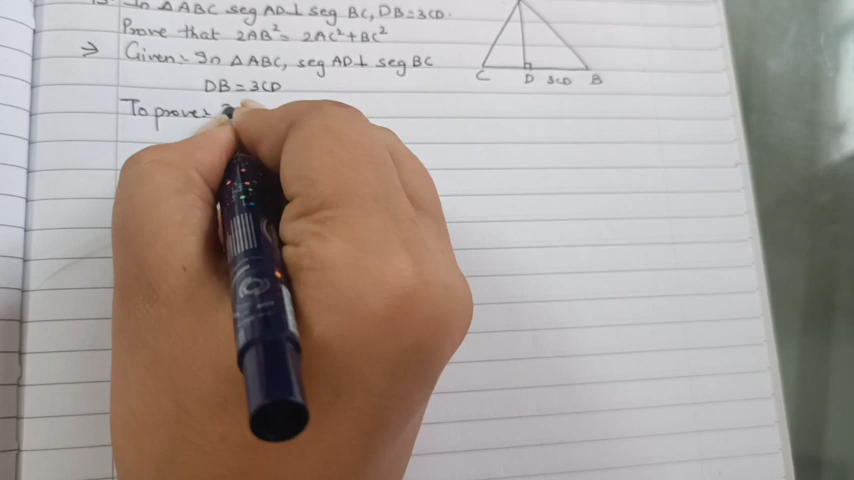 In △ABC seg AD⊥ seg BC, DB=3CD.
Prove that 2AB²= 2AC²+BC²
→ Given:- In △ABC, seg AD⊥ seg BC
DB = 3CD
To prove:-
C D 3CD B